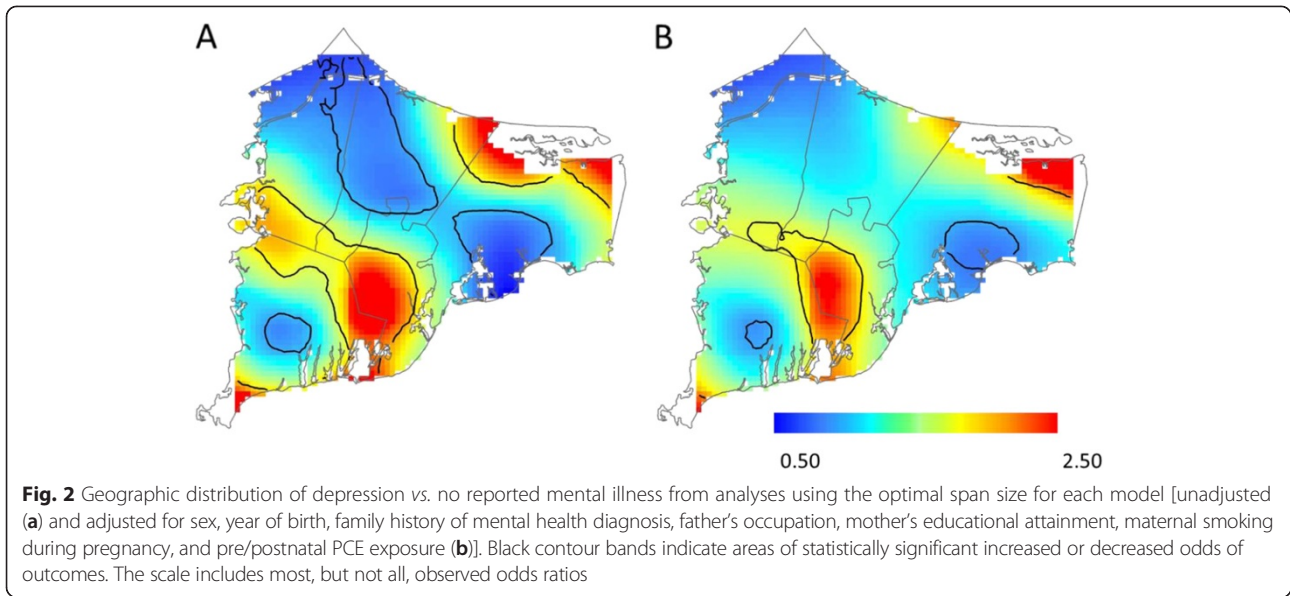 A
B
0.50 2.50
Fig. 2 Geographic distribution of depression vs. no reported mental illness from analyses using the optimal span size for each model [unadjusted
(a) and adjusted for sex, year of birth, family history of mental health diagnosis, father's occupation, mother's educational attainment, maternal smoking
during pregnancy, and pre/postnatal PCE exposure (b)]. Black contour bands indicate areas of statistically significant increased or decreased odds of
outcomes. The scale includes most, but not all, observed odds ratios